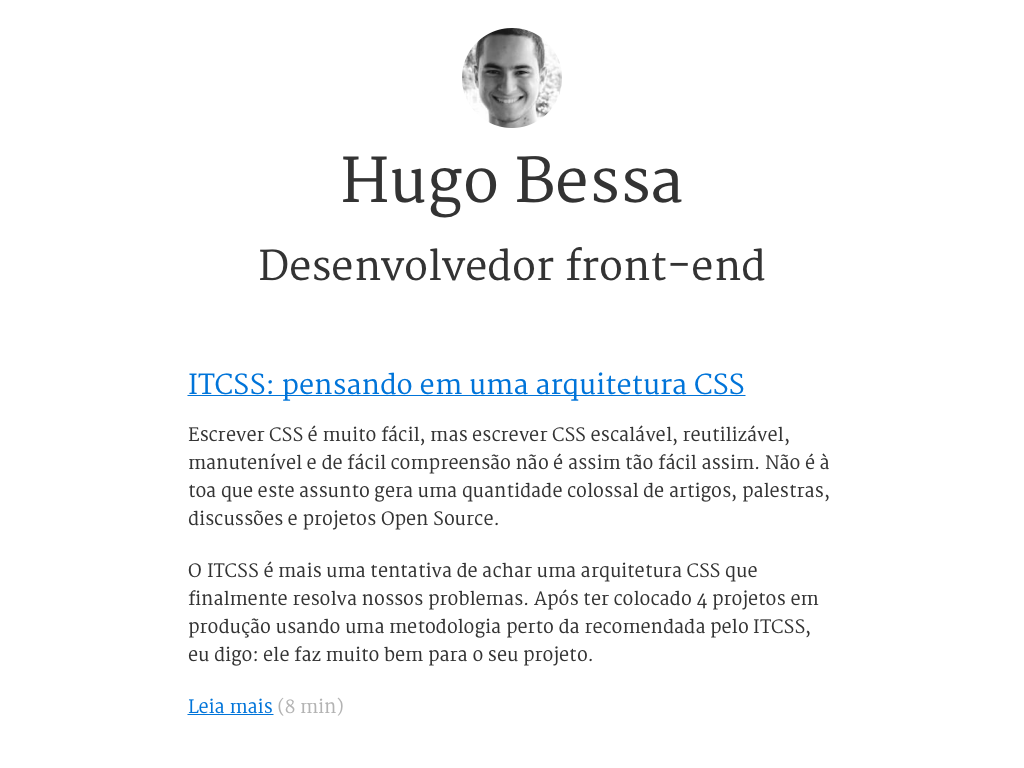 Hugo Bessa
Desenvolvedor front-end
ITCSS: pensando em uma arquitetura CSS
Escrever CSS é muito fácil, mas escrever CSS escalável, reutilizável,
manutenível e de fácil compreensão não é assim tão fácil assim. Não é à
toa que este assunto gera uma quantidade colossal de artigos, palestras,
discussões e projetos Open Source.
O ITCSS é mais uma tentativa de achar uma arquitetura CSS que
finalmente resolva nossos problemas. Após ter colocado 4 projetos em
produção usando uma metodologia perto da recomendada pelo ITCSS,
eu digo: ele faz muito bem para o seu projeto.
Leia mais (8 min)